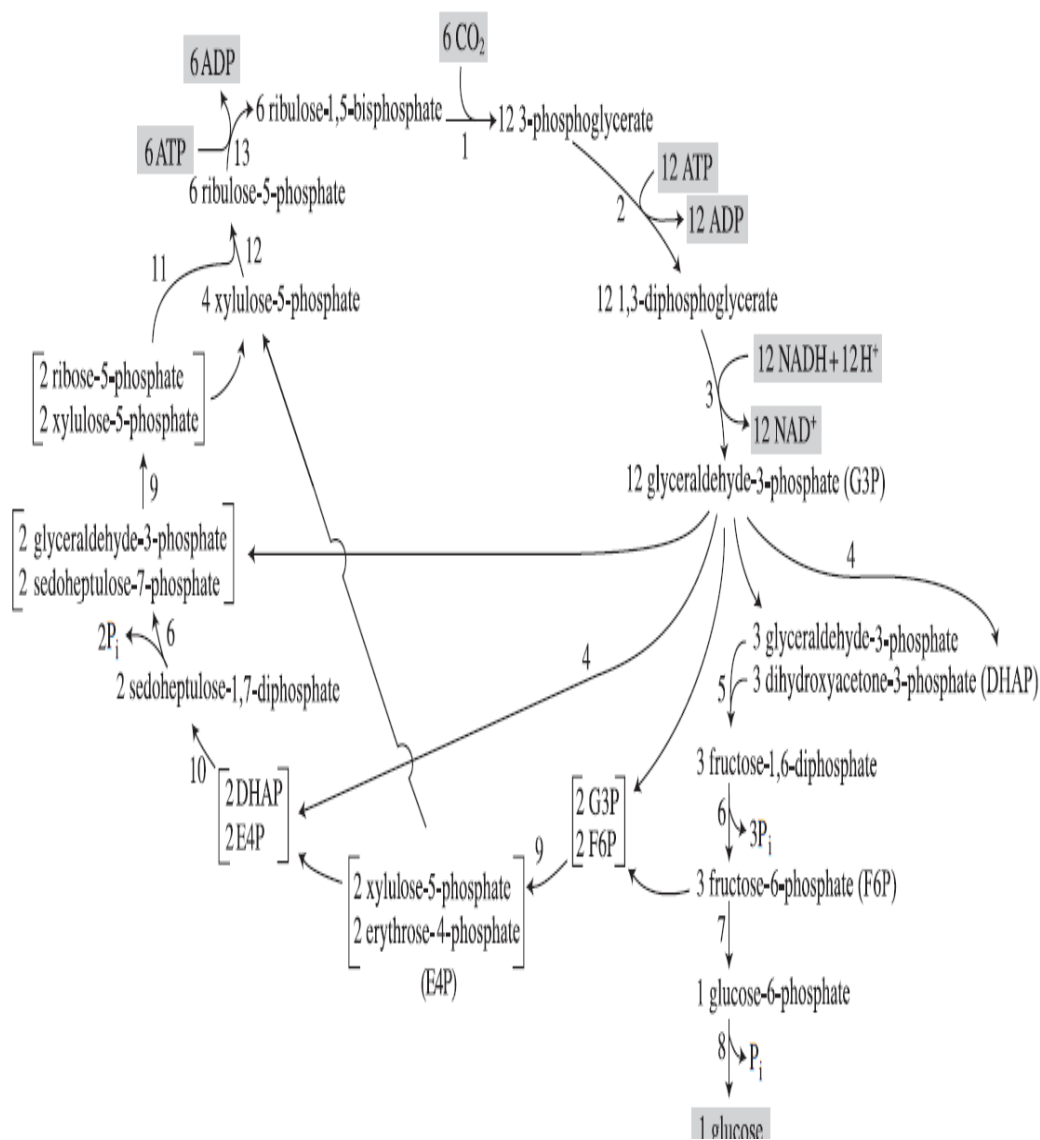 6 CO₂
6 ADP
6 ribulose-1,5-bisphosphate
12 3-phosphoglycerate
1
6 ATP
13
12 ATP
6 ribulose-5-phosphate
2
12 ADP
11
12
4 xylulose-5-phosphate
12 1,3-diphosphoglycerate
2 ribose-5-phosphate
2 xylulose-5-phosphate
12 NADH + 12 H⁺
3
12 NAD⁺
9
12 glyceraldehyde-3-phosphate (G3P)
2 glyceraldehyde-3-phosphate
2 sedoheptulose-7-phosphate
4
2Pᵢ
6
4
3 glyceraldehyde-3-phosphate
3 dihydroxyacetone-3-phosphate (DHAP)
5
2 sedoheptulose-1,7-diphosphate
10
3 fructose-1,6-diphosphate
2 DHAP
2 E4P
2 G3P
2 F6P
6
3Pᵢ
9
2 xylulose-5-phosphate
2 erythrose-4-phosphate
(E4P)
3 fructose-6-phosphate (F6P)
7
1 glucose-6-phosphate
8
Pᵢ
1 glucose